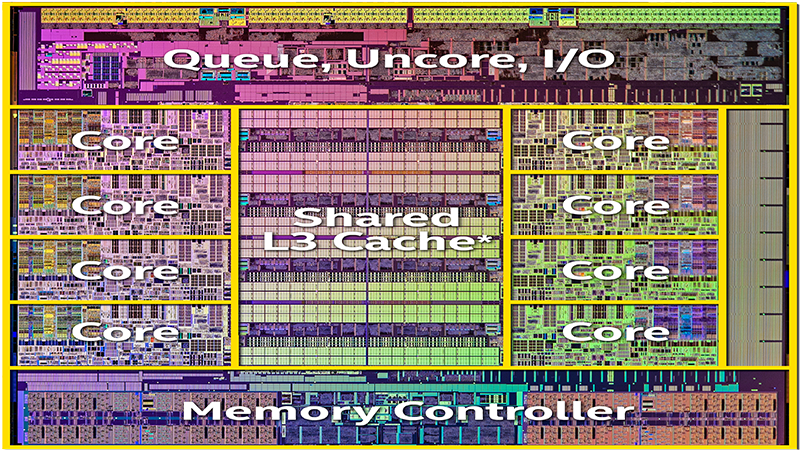 Queue, Uncore, I/O
Core
Core
Shared
L3 Cache*
Core
Core
Core
Core
Core
Core
Memory Controller